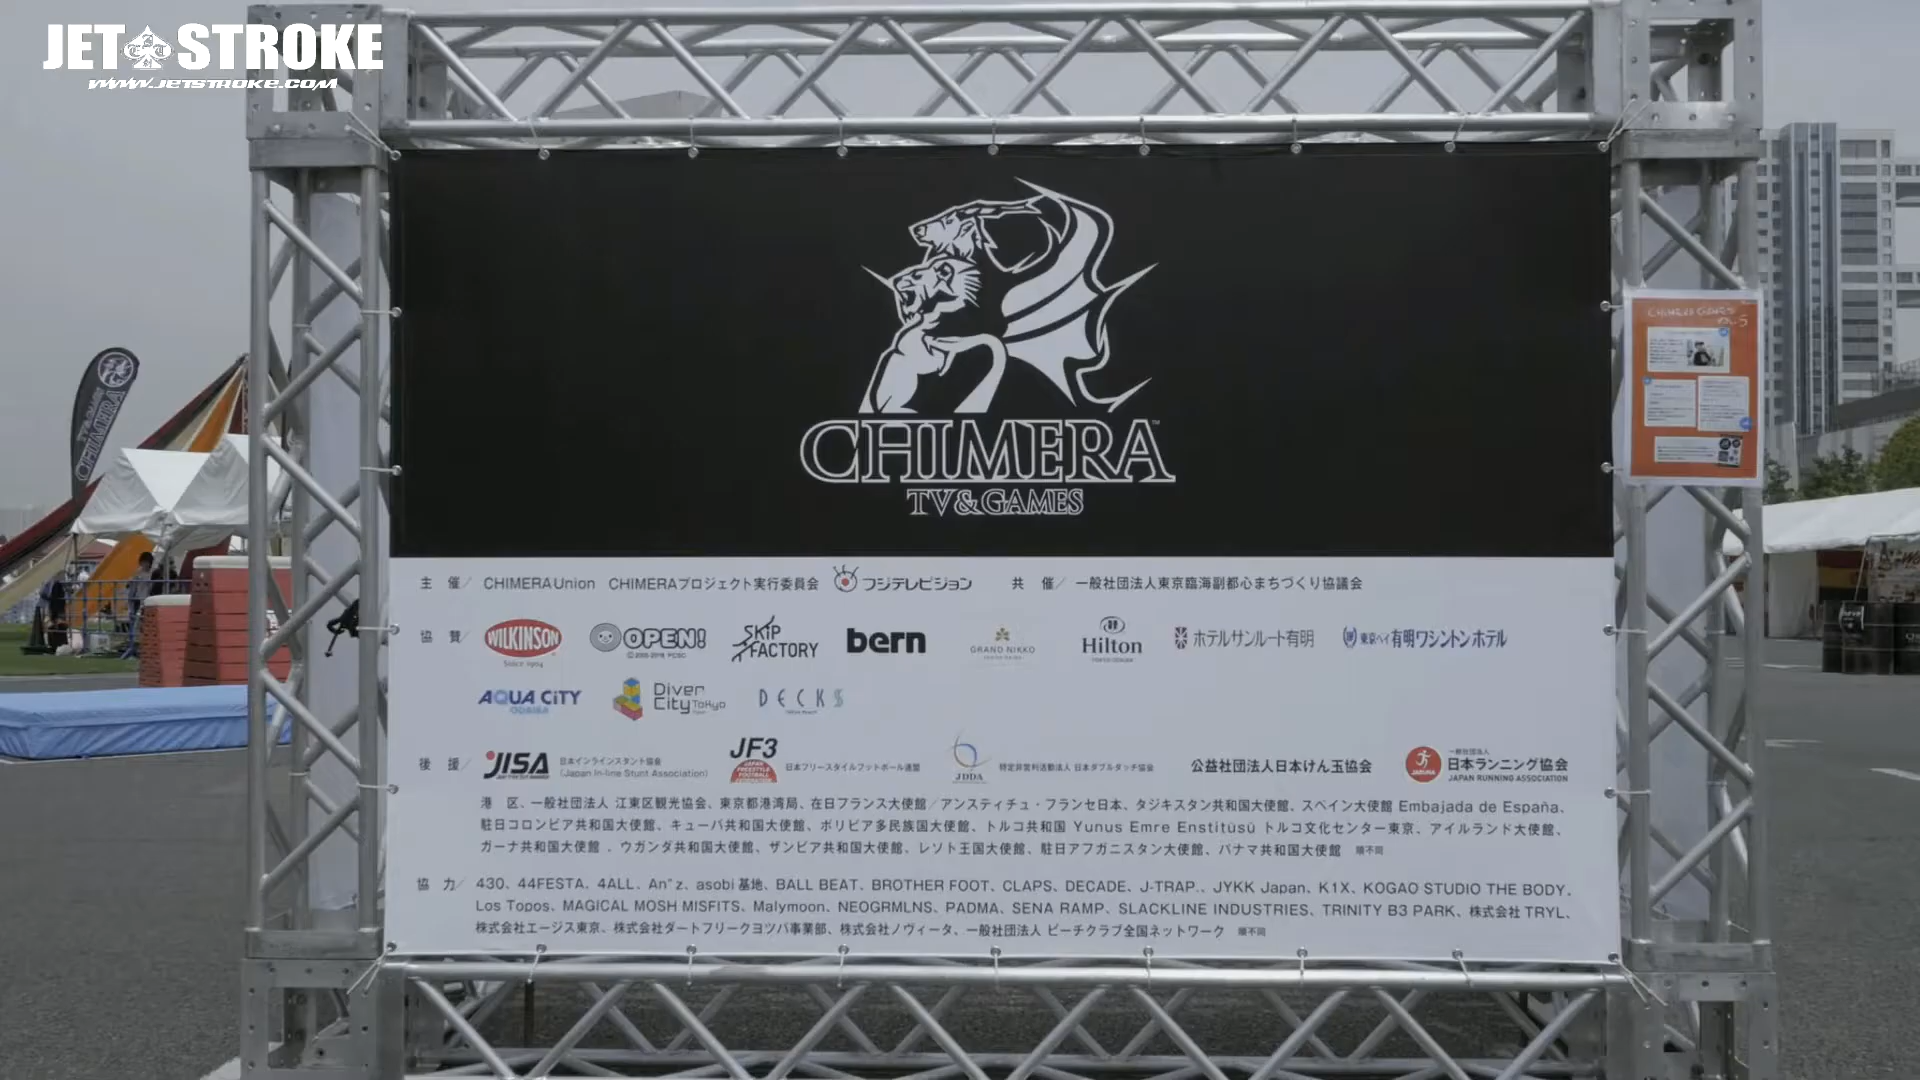 JET STROKE
WWW.JETSTROKE.COM
CHIMERA
CHIMERA
TV&GAMES
CHIMERA GAMES
主 催／ CHIMERA Union CHIMERAプロジェクト実行委員会 フジテレビジョン 共 催／ 一般社団法人東京臨海副都心まちづくり協議会
協 賛／ WILKINSON Since 1904 OPEN! SKiP FACTORY bern GRAND NIKKO Hilton ホテルサンルート有明 東京ベイ有明ワシントンホテル
AQUA CiTY ODAIBA Diver City Tokyo DECKS
後 援／ JISA 日本インラインスタント協会 (Japan In-line Stunt Association) JF3 JAPAN FREESTYLE FOOTBALL FEDERATION 日本フリースタイルフットボール連盟 JDDA 特定非営利活動法人 日本ダブルダッチ協会 公益社団法人日本けん玉協会 一般社団法人 日本ランニング協会 JAPAN RUNNING ASSOCIATION
港 区、一般社団法人 江東区観光協会、東京都港湾局、在日フランス大使館／アンスティチュ・フランセ日本、タジキスタン共和国大使館、スペイン大使館 Embajada de España、
駐日コロンビア共和国大使館、キューバ共和国大使館、ボリビア多民族国大使館、トルコ共和国 Yunus Emre Enstitüsü トルコ文化センター東京、アイルランド大使館、
ガーナ共和国大使館 、ウガンダ共和国大使館、ザンビア共和国大使館、レソト王国大使館、駐日アフガニスタン大使館、パナマ共和国大使館 順不同
協 力／ 430、44FESTA、4ALL、An"z、asobi基地、BALL BEAT、BROTHER FOOT、CLAPS、DECADE、J-TRAP.、JYKK Japan、K1X、KOGAO STUDIO THE BODY、
Los Topos、MAGICAL MOSH MISFITS、Malymoon、NEOGRMLNS、PADMA、SENA RAMP、SLACKLINE INDUSTRIES、TRINITY B3 PARK、株式会社 TRYL、
株式会社エージス東京、株式会社ダートフリークヨツバ事業部、株式会社ノヴィータ、一般社団法人 ビーチクラブ全国ネットワーク 順不同